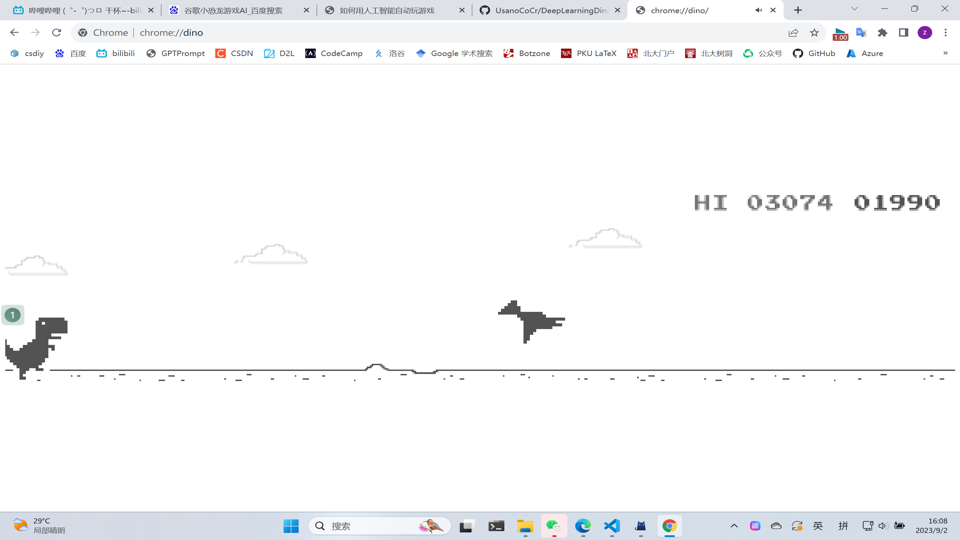 哔哩哔哩 (゜-゜)つロ 干杯~-bili
谷歌小恐龙游戏AI_百度搜索
如何用人工智能自动玩游戏
UsanoCoCr/DeepLearningDin
chrome://dino/
Chrome | chrome://dino
1.00
z
csdiy
百度
bilibili
GPTPrompt
CSDN
D2L
CodeCamp
洛谷
Google 学术搜索
Botzone
PKU LaTeX
北大门户
北大树洞
公众号
GitHub
Azure
»
HI 03074 01990
1
29°C
局部晴朗
搜索
英
拼
16:08
2023/9/2